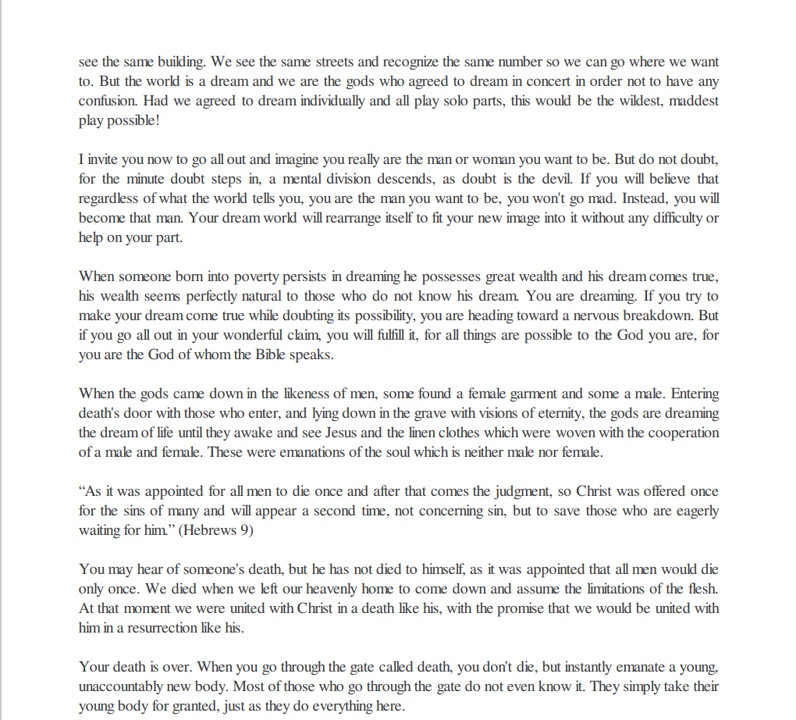 see the same building. We see the same streets and recognize the same number so we can go where we want
to. But the world is a dream and we are the gods who agreed to dream in concert in order not to have any
confusion. Had we agreed to dream individually and all play solo parts, this would be the wildest, maddest
play possible!
I invite you now to go all out and imagine you really are the man or woman you want to be. But do not doubt,
for the minute doubt steps in, a mental division descends, as doubt is the devil. If you will believe that
regardless of what the world tells you, you are the man you want to be, you won't go mad. Instead, you will
become that man. Your dream world will rearrange itself to fit your new image into it without any difficulty or
help on your part.
When someone born into poverty persists in dreaming he possesses great wealth and his dream comes true,
his wealth seems perfectly natural to those who do not know his dream. You are dreaming. If you try to
make your dream come true while doubting its possibility, you are heading toward a nervous breakdown. But
if you go all out in your wonderful claim, you will fulfill it, for all things are possible to the God you are, for
you are the God of whom the Bible speaks.
When the gods came down in the likeness of men, some found a female garment and some a male. Entering
death's door with those who enter, and lying down in the grave with visions of eternity, the gods are dreaming
the dream of life until they awake and see Jesus and the linen clothes which were woven with the cooperation
of a male and female. These were emanations of the soul which is neither male nor female.
“As it was appointed for all men to die once and after that comes the judgment, so Christ was offered once
for the sins of many and will appear a second time, not concerning sin, but to save those who are eagerly
waiting for him.” (Hebrews 9)
You may hear of someone's death, but he has not died to himself, as it was appointed that all men would die
only once. We died when we left our heavenly home to come down and assume the limitations of the flesh.
At that moment we were united with Christ in a death like his, with the promise that we would be united with
him in a resurrection like his.
Your death is over. When you go through the gate called death, you don't die, but instantly emanate a young,
unaccountably new body. Most of those who go through the gate do not even know it. They simply take their
young body for granted, just as they do everything here.